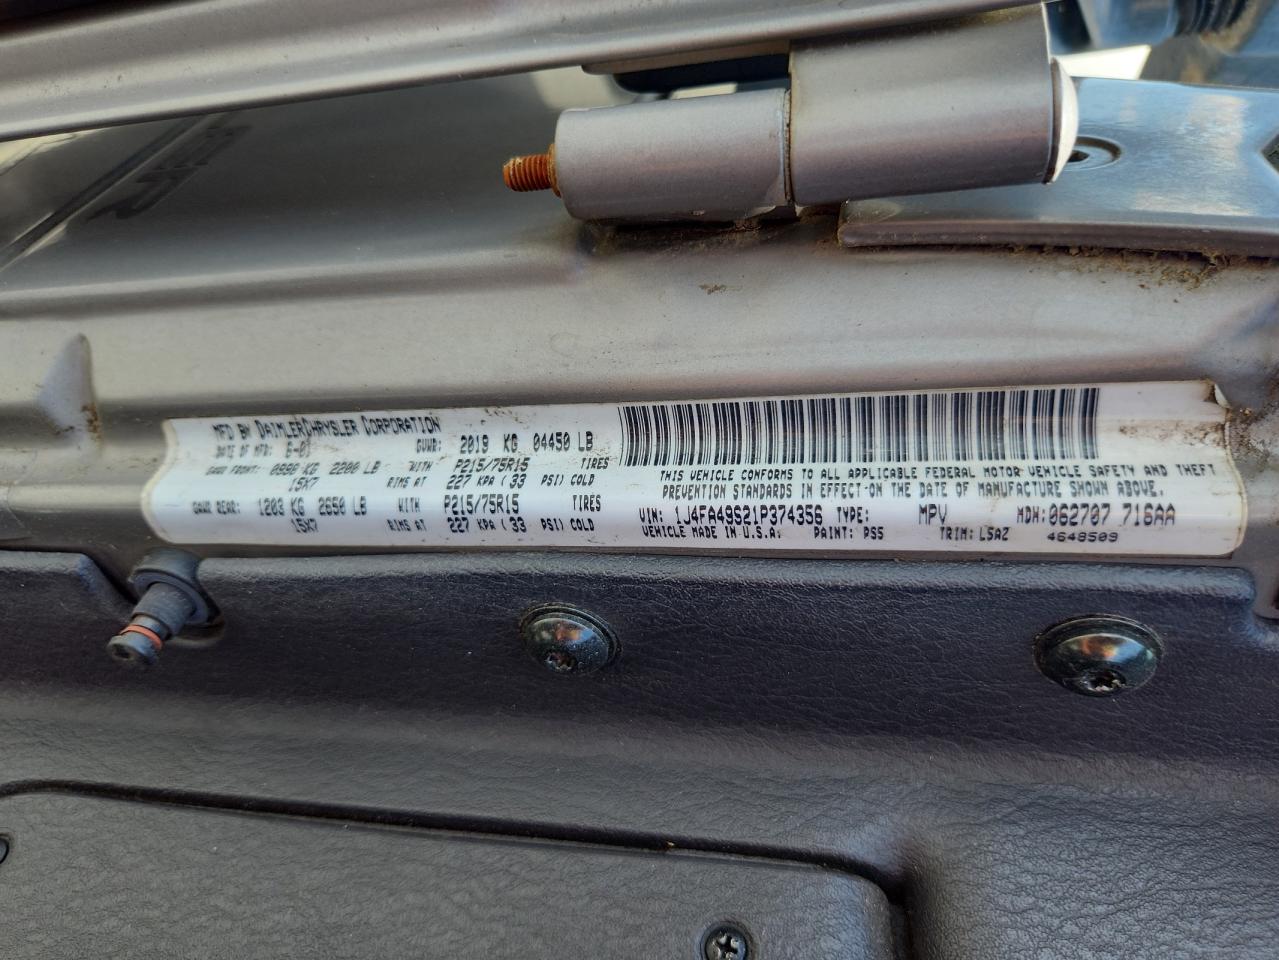 MFD BY DAIMLERCHRYSLER CORPORATION
DATE OF MFD: 6-01 GVWR: 2019 KG 04450 LB
GAWR FRONT: 0998 KG 2200 LB WITH P215/75R15 TIRES
15X7 RIMS AT 227 KPA ( 33 PSI) COLD
GAWR REAR: 1203 KG 2650 LB WITH P215/75R15 TIRES
15X7 RIMS AT 227 KPA ( 33 PSI) COLD
THIS VEHICLE CONFORMS TO ALL APPLICABLE FEDERAL MOTOR VEHICLE SAFETY AND THEFT
PREVENTION STANDARDS IN EFFECT ON THE DATE OF MANUFACTURE SHOWN ABOVE.
VIN: 1J4FA49S21P374356 TYPE: MPV MDH: 062707 716AA
VEHICLE MADE IN U.S.A. PAINT: PS5 TRIM: LSAZ 4648509